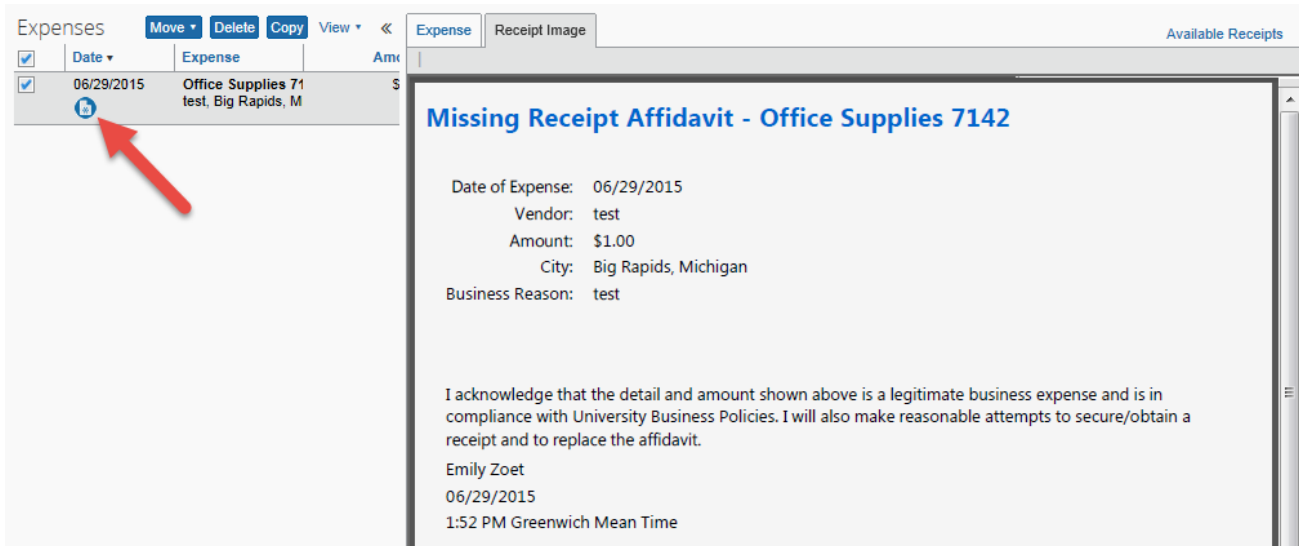 Expenses Move Delete Copy View
Date Expense Amo
06/29/2015 Office Supplies 71 $
test, Big Rapids, M
Expense Receipt Image Available Receipts
Missing Receipt Affidavit - Office Supplies 7142
Date of Expense: 06/29/2015
Vendor: test
Amount: $1.00
City: Big Rapids, Michigan
Business Reason: test
I acknowledge that the detail and amount shown above is a legitimate business expense and is in
compliance with University Business Policies. I will also make reasonable attempts to secure/obtain a
receipt and to replace the affidavit.
Emily Zoet
06/29/2015
1:52 PM Greenwich Mean Time